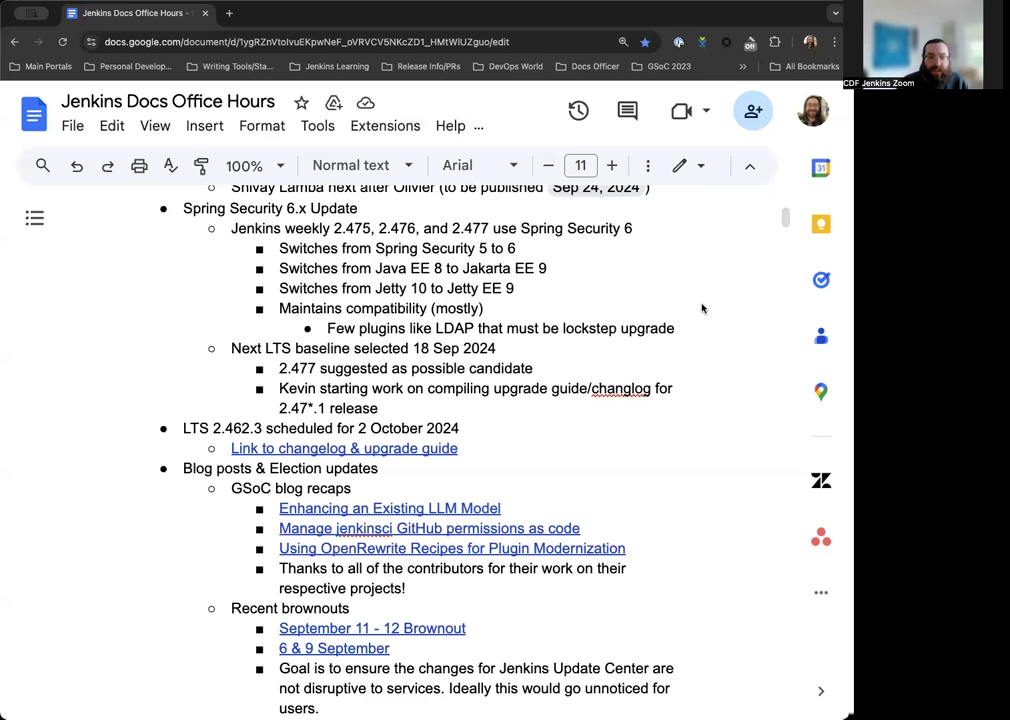 Jenkins Docs Office Hours -
docs.google.com/document/d/1ygRZnVtoIvuEKpwNeF_oVRVCV5NKcZD1_HMtWlUZguo/edit
Off
Main Portals
Personal Develop...
Writing Tools/Sta...
Jenkins Learning
Release Info/PRs
DevOps World
Docs Officer
GSoC 2023
»
All Bookmarks
CDF Jenkins Zoom
Jenkins Docs Office Hours
File Edit View Insert Format Tools Extensions Help ...
100% Normal text Arial − 11 +
○ Shivay Lamba next after Olivier (to be published Sep 24, 2024 )
● Spring Security 6.x Update
○ Jenkins weekly 2.475, 2.476, and 2.477 use Spring Security 6
■ Switches from Spring Security 5 to 6
■ Switches from Java EE 8 to Jakarta EE 9
■ Switches from Jetty 10 to Jetty EE 9
■ Maintains compatibility (mostly)
● Few plugins like LDAP that must be lockstep upgrade
○ Next LTS baseline selected 18 Sep 2024
■ 2.477 suggested as possible candidate
■ Kevin starting work on compiling upgrade guide/changlog for
2.47*.1 release
● LTS 2.462.3 scheduled for 2 October 2024
○ Link to changelog & upgrade guide
● Blog posts & Election updates
○ GSoC blog recaps
■ Enhancing an Existing LLM Model
■ Manage jenkinsci GitHub permissions as code
■ Using OpenRewrite Recipes for Plugin Modernization
■ Thanks to all of the contributors for their work on their
respective projects!
○ Recent brownouts
■ September 11 - 12 Brownout
■ 6 & 9 September
■ Goal is to ensure the changes for Jenkins Update Center are
not disruptive to services. Ideally this would go unnoticed for
users.
31